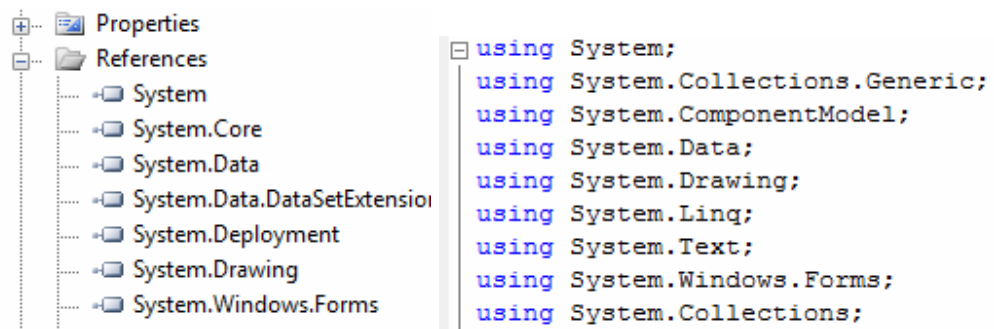 Properties
References
System
System.Core
System.Data
System.Data.DataSetExtension
System.Deployment
System.Drawing
System.Windows.Forms
using System;
using System.Collections.Generic;
using System.ComponentModel;
using System.Data;
using System.Drawing;
using System.Linq;
using System.Text;
using System.Windows.Forms;
using System.Collections;